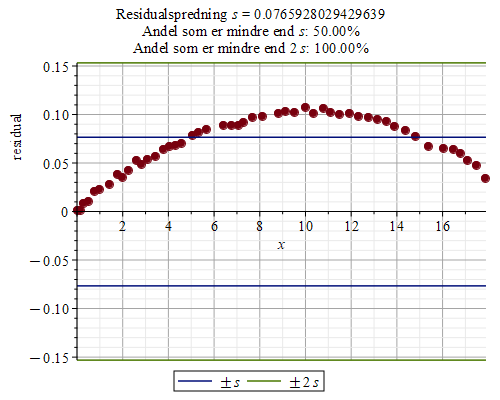 Residualspredning s = 0.0765928029429639
Andel som er mindre end s: 50.00%
Andel som er mindre end 2 s: 100.00%
0.15
0.10
residual
0.05
0
2 4 6 8 10 12 14 16
x
−0.05
−0.10
−0.15
± s ± 2 s